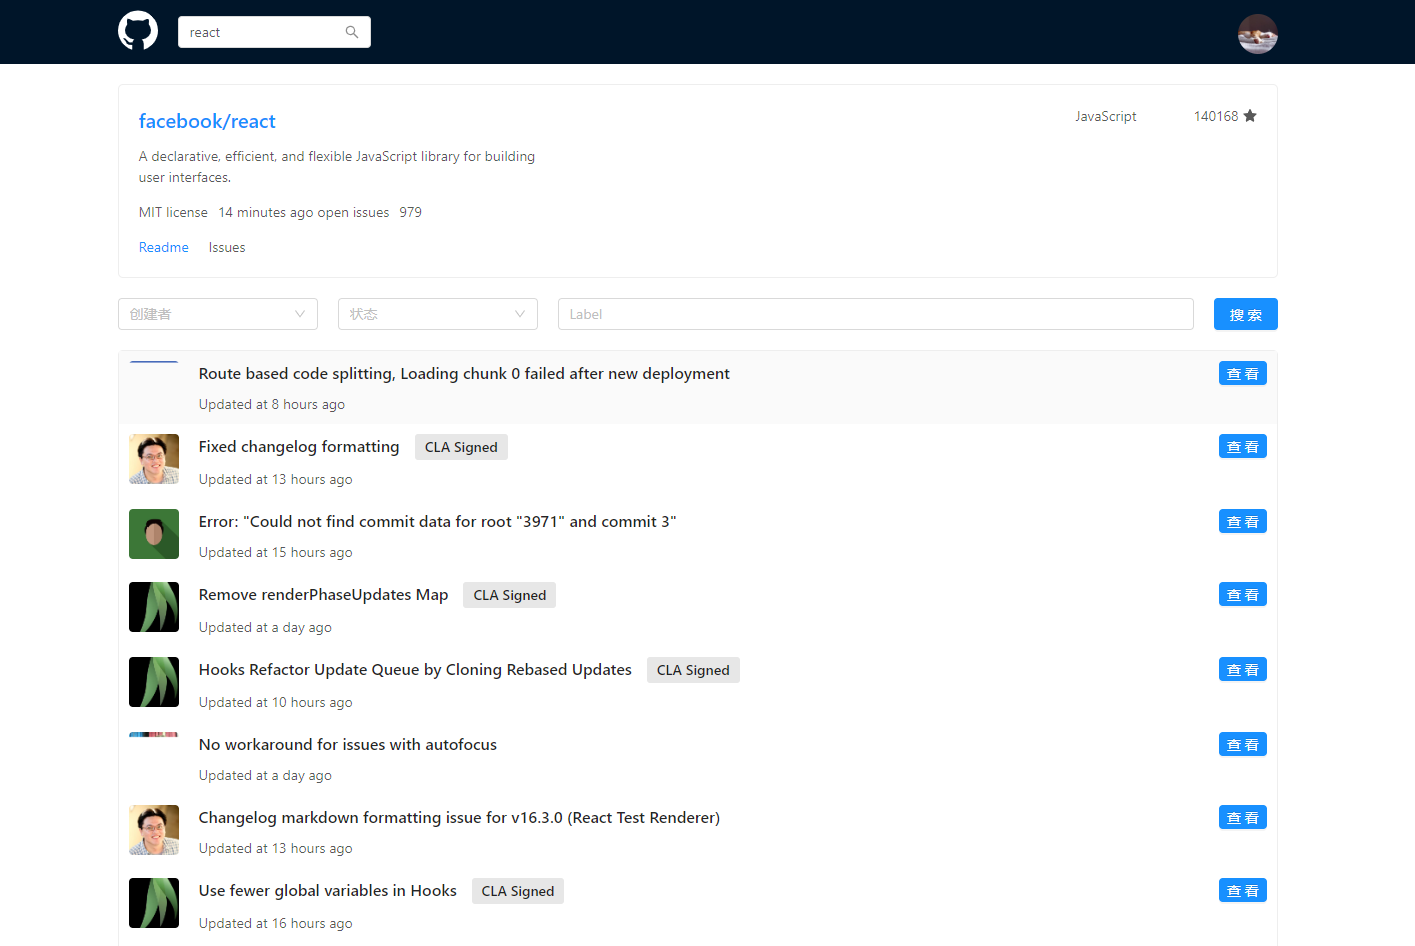 react
facebook/react
JavaScript
140168
A declarative, efficient, and flexible JavaScript library for building
user interfaces.
MIT license 14 minutes ago open issues 979
Readme Issues
创建者
状态
Label
搜 索
Route based code splitting, Loading chunk 0 failed after new deployment
查 看
Updated at 8 hours ago
Fixed changelog formatting CLA Signed
查 看
Updated at 13 hours ago
Error: "Could not find commit data for root "3971" and commit 3"
查 看
Updated at 15 hours ago
Remove renderPhaseUpdates Map CLA Signed
查 看
Updated at a day ago
Hooks Refactor Update Queue by Cloning Rebased Updates CLA Signed
查 看
Updated at 10 hours ago
No workaround for issues with autofocus
查 看
Updated at a day ago
Changelog markdown formatting issue for v16.3.0 (React Test Renderer)
查 看
Updated at 13 hours ago
Use fewer global variables in Hooks CLA Signed
查 看
Updated at 16 hours ago